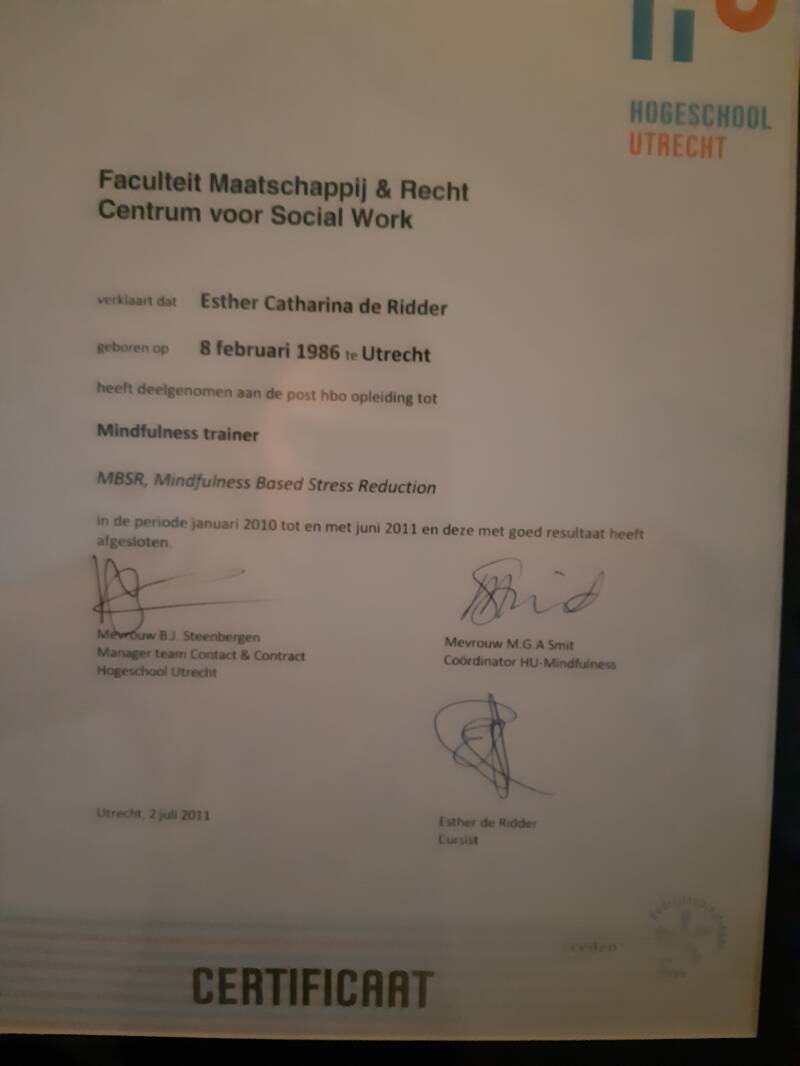 HOGESCHOOL
UTRECHT
Faculteit Maatschappij & Recht
Centrum voor Social Work
verklaart dat Esther Catharina de Ridder
geboren op 8 februari 1986 te Utrecht
heeft deelgenomen aan de post hbo opleiding tot
Mindfulness trainer
MBSR, Mindfulness Based Stress Reduction
in de periode januari 2010 tot en met juni 2011 en deze met goed resultaat heeft
afgesloten.
Mevrouw B.J. Steenbergen
Manager team Contact & Contract
Hogeschool Utrecht
Mevrouw M.G.A Smit
Coördinator HU-Mindfulness
Utrecht, 2 juli 2011
Esther de Ridder
Cursist
cedeo
CERTIFICAAT